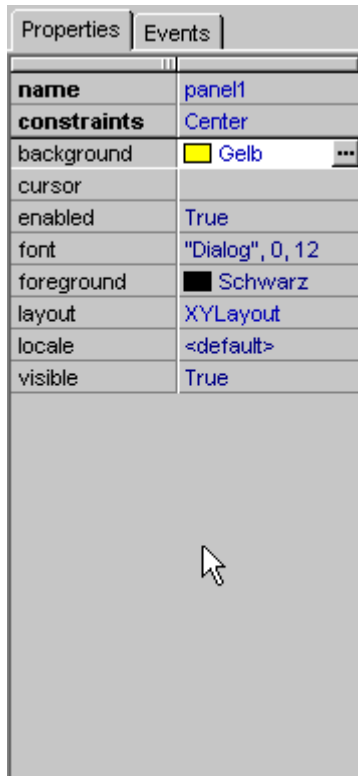 Properties Events
name panel1
constraints Center
background Gelb ...
cursor
enabled True
font "Dialog", 0, 12
foreground Schwarz
layout XYLayout
locale <default>
visible True